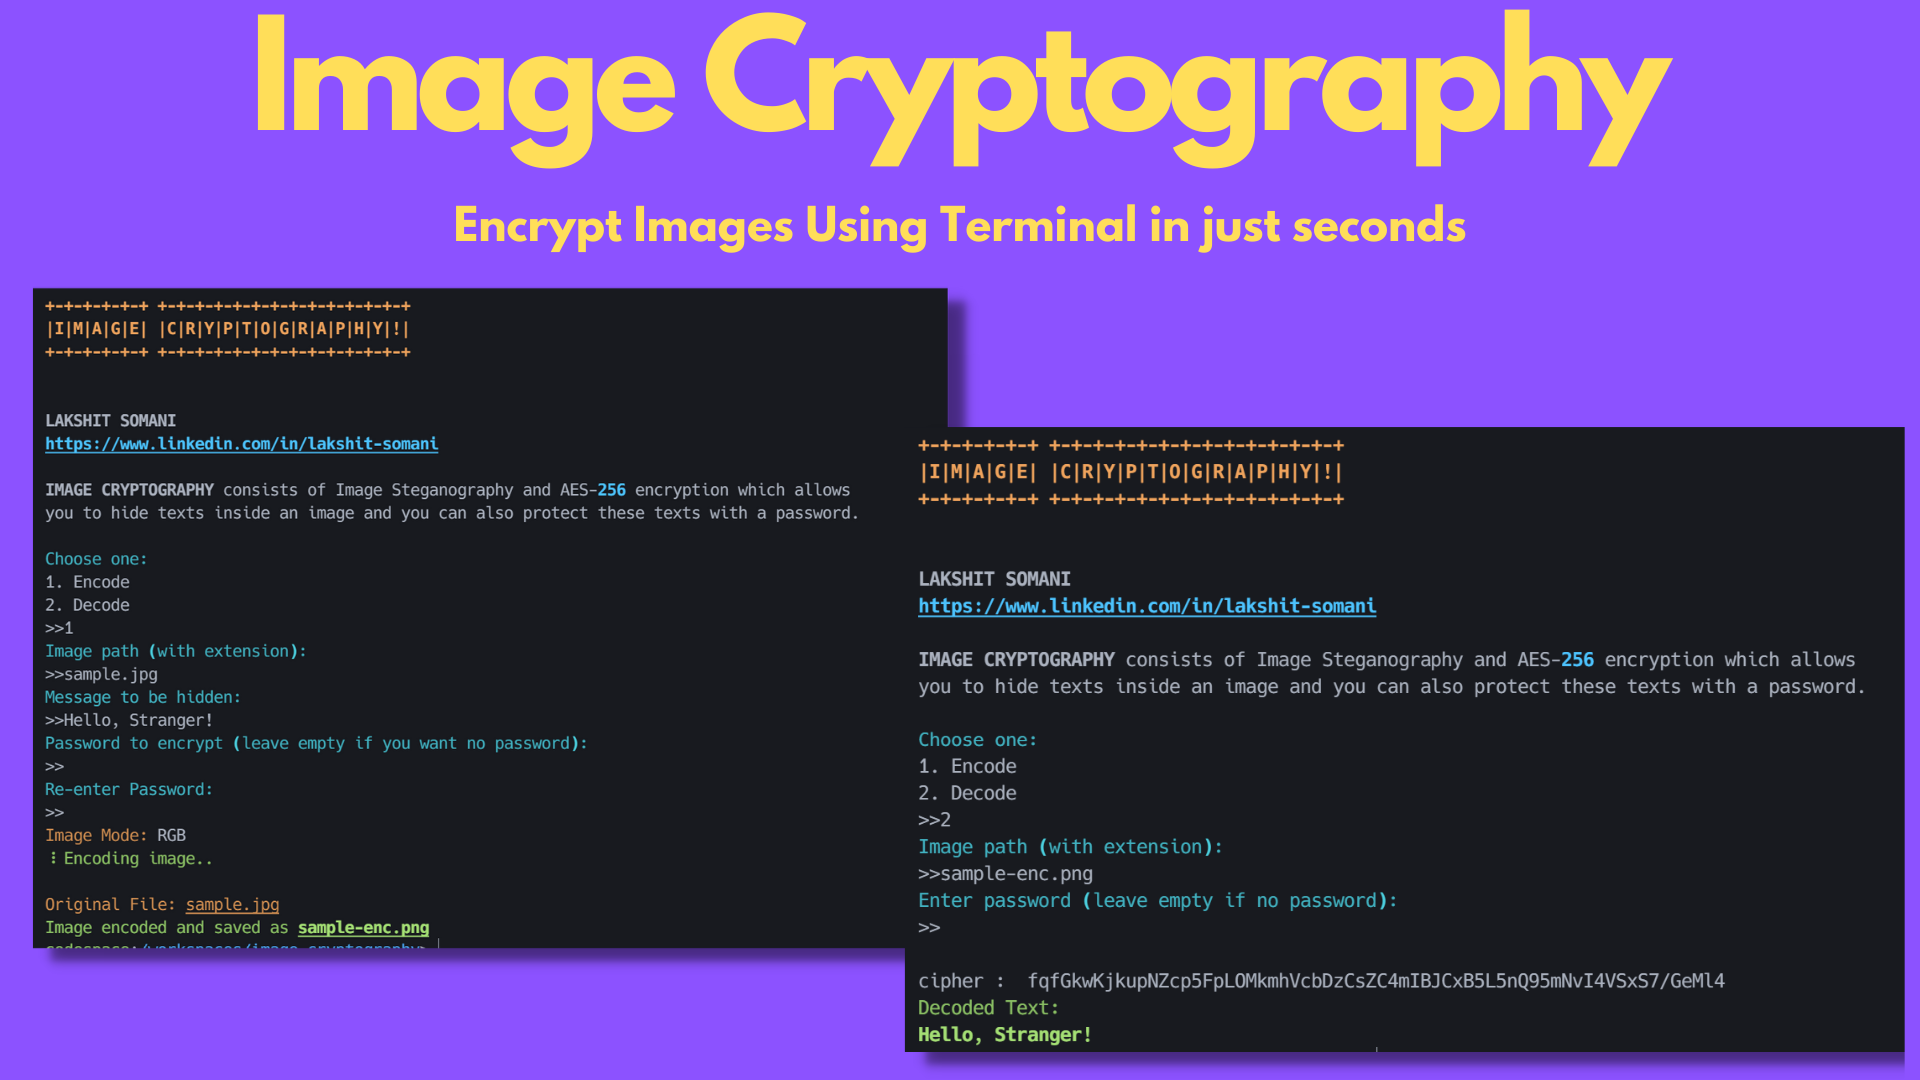 Image Cryptography
Encrypt Images Using Terminal in just seconds
+-+-+-+-+-+ +-+-+-+-+-+-+-+-+-+-+-+-+-+
|I|M|A|G|E| |C|R|Y|P|T|O|G|R|A|P|H|Y|!|
+-+-+-+-+-+ +-+-+-+-+-+-+-+-+-+-+-+-+-+
LAKSHIT SOMANI
https://www.linkedin.com/in/lakshit-somani
IMAGE CRYPTOGRAPHY consists of Image Steganography and AES-256 encryption which allows
you to hide texts inside an image and you can also protect these texts with a password.
Choose one:
1. Encode
2. Decode
>>1
Image path (with extension):
>>sample.jpg
Message to be hidden:
>>Hello, Stranger!
Password to encrypt (leave empty if you want no password):
>>
Re-enter Password:
>>
Image Mode: RGB
⠸ Encoding image..
Original File: sample.jpg
Image encoded and saved as sample-enc.png
codespace:/workspaces/image-cryptography>
+-+-+-+-+-+ +-+-+-+-+-+-+-+-+-+-+-+-+-+
|I|M|A|G|E| |C|R|Y|P|T|O|G|R|A|P|H|Y|!|
+-+-+-+-+-+ +-+-+-+-+-+-+-+-+-+-+-+-+-+
LAKSHIT SOMANI
https://www.linkedin.com/in/lakshit-somani
IMAGE CRYPTOGRAPHY consists of Image Steganography and AES-256 encryption which allows
you to hide texts inside an image and you can also protect these texts with a password.
Choose one:
1. Encode
2. Decode
>>2
Image path (with extension):
>>sample-enc.png
Enter password (leave empty if no password):
>>
cipher :  fqfGkwKjkupNZcp5FpLOMkmhVcbDzCsZC4mIBJCxB5L5nQ95mNvI4VSxS7/GeMl4
Decoded Text:
Hello, Stranger!